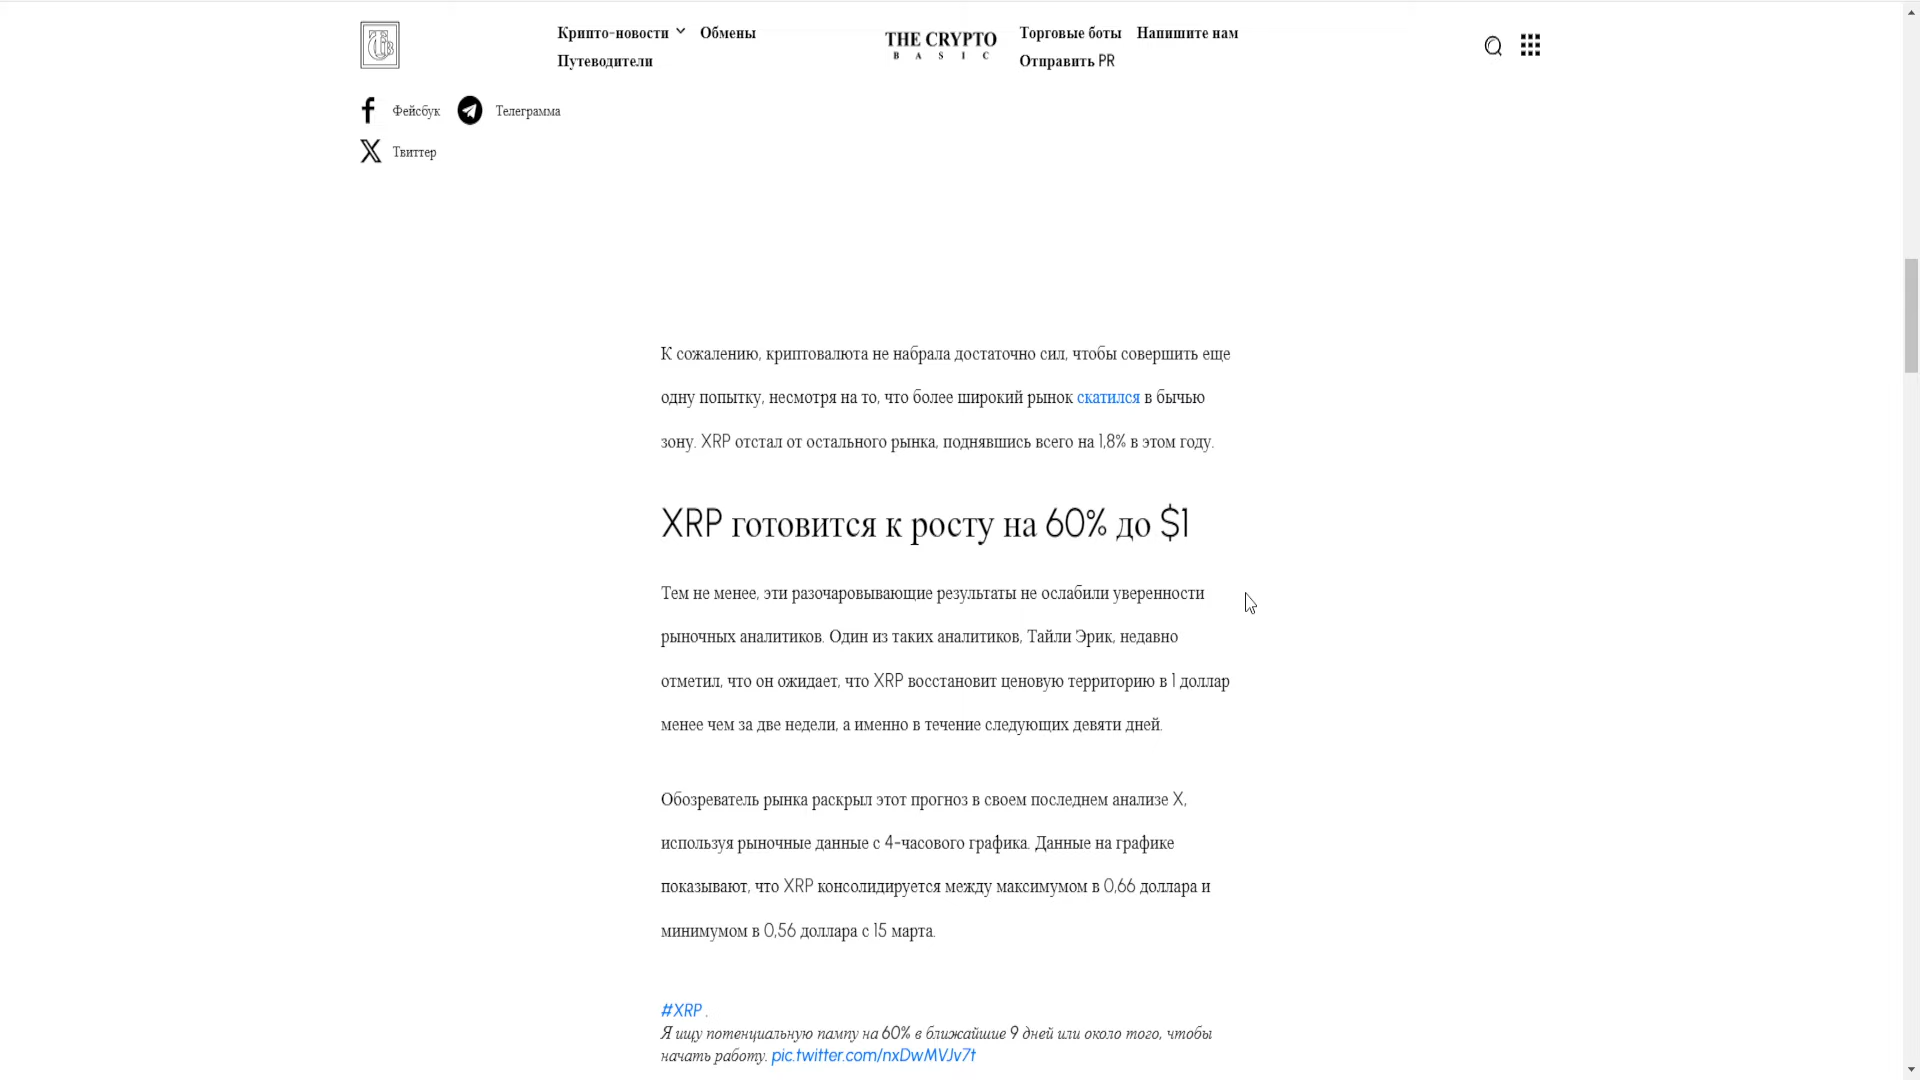 Крипто-новости
Обмены
Путеводители
THE CRYPTO
BASIC
Торговые боты
Напишите нам
Отправить PR
Фейсбук
Телеграмма
Твиттер
К сожалению, криптовалюта не набрала достаточно сил, чтобы совершить еще
одну попытку, несмотря на то, что более широкий рынок скатился в бычью
зону. XRP отстал от остального рынка, поднявшись всего на 1,8% в этом году.
XRP готовится к росту на 60% до $1
Тем не менее, эти разочаровывающие результаты не ослабили уверенности
рыночных аналитиков. Один из таких аналитиков, Тайли Эрик, недавно
отметил, что он ожидает, что XRP восстановит ценовую территорию в 1 доллар
менее чем за две недели, а именно в течение следующих девяти дней.
Обозреватель рынка раскрыл этот прогноз в своем последнем анализе X,
используя рыночные данные с 4-часового графика. Данные на графике
показывают, что XRP консолидируется между максимумом в 0,66 доллара и
минимумом в 0,56 доллара с 15 марта.
#XRP .
Я ищу потенциальную пампу на 60% в ближайшие 9 дней или около того, чтобы
начать работу. pic.twitter.com/nxDwMVJv7t